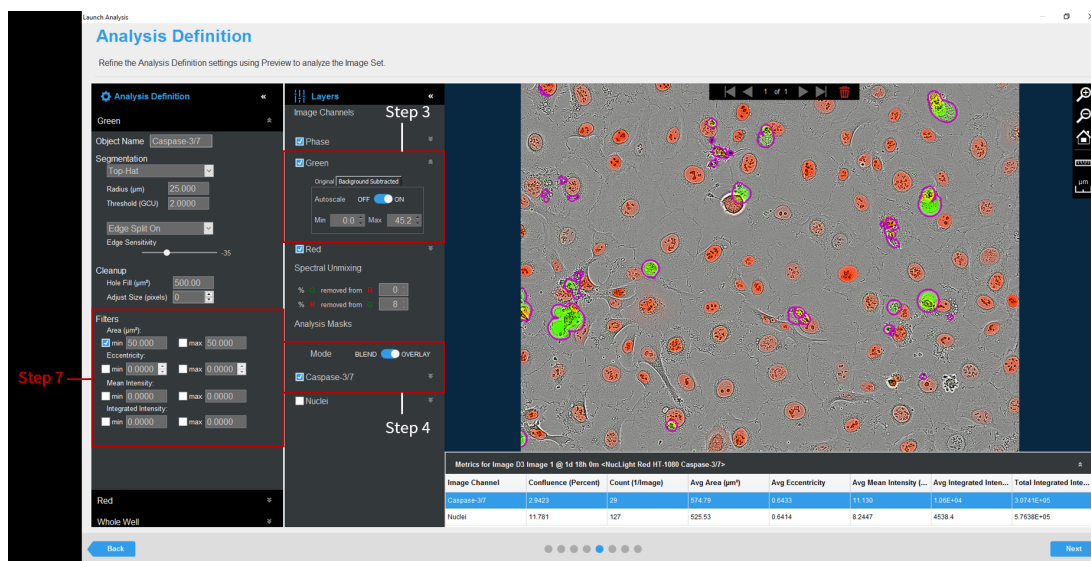 Launch Analysis
Analysis Definition
Refine the Analysis Definition settings using Preview to analyze the Image Set.
Analysis Definition
«
Green
Object Name Caspase-3/7
Segmentation
Top-Hat
Radius (µm) 25.000
Threshold (GCU) 2.0000
Edge Split On
Edge Sensitivity
-35
Cleanup
Hole Fill (µm²) 500.00
Adjust Size (pixels) 0
Filters
Area (µm²):
min 50.000 max 50.000
Eccentricity:
min 0.0000 max 0.0000
Mean Intensity:
min 0.0000 max 0.0000
Integrated Intensity:
min 0.0000 max 0.0000
Step 7
Red
Whole Well
Layers
«
Image Channels
Step 3
Phase
Green
Original Background Subtracted
Autoscale OFF ON
Min 0.0 Max 45.2
Red
Spectral Unmixing
% G removed from R 0
% R removed from G 8
Analysis Masks
Mode BLEND OVERLAY
Caspase-3/7
Nuclei
Step 4
1 of 1
µm
Metrics for Image D3 Image 1 @ 1d 18h 0m <NucLight Red HT-1080 Caspase-3/7>
Image Channel Confluence (Percent) Count (1/Image) Avg Area (µm²) Avg Eccentricity Avg Mean Intensity (... Avg Integrated Inten... Total Integrated Inte...
Caspase-3/7 2.9423 29 574.79 0.6433 11.130 1.06E+04 3.0741E+05
Nuclei 11.781 127 525.53 0.6414 8.2447 4538.4 5.7638E+05
Back
Next